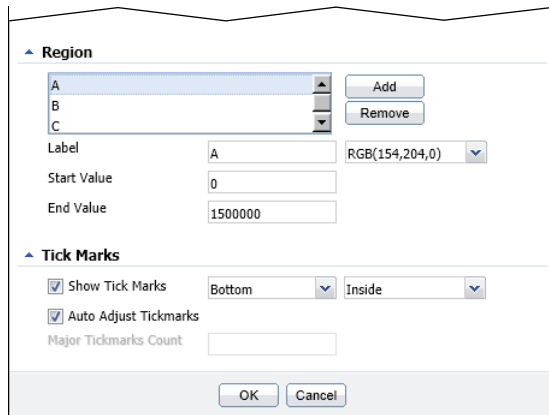 Region
A
B
C
Add
Remove
Label A RGB(154,204,0)
Start Value 0
End Value 1500000
Tick Marks
Show Tick Marks Bottom Inside
Auto Adjust Tickmarks
Major Tickmarks Count
OK Cancel